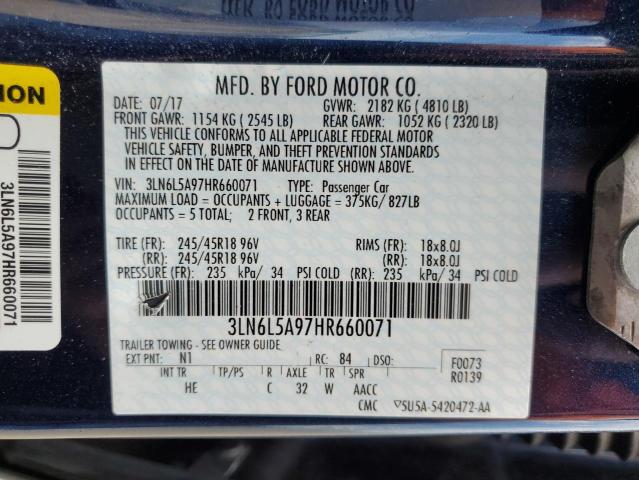 MFD. BY FORD MOTOR CO.
DATE: 07/17 GVWR: 2182 KG ( 4810 LB)
FRONT GAWR: 1154 KG ( 2545 LB) REAR GAWR: 1052 KG ( 2320 LB)
THIS VEHICLE CONFORMS TO ALL APPLICABLE FEDERAL MOTOR
VEHICLE SAFETY, BUMPER, AND THEFT PREVENTION STANDARDS
IN EFFECT ON THE DATE OF MANUFACTURE SHOWN ABOVE.
VIN: 3LN6L5A97HR660071 TYPE: Passenger Car
MAXIMUM LOAD = OCCUPANTS + LUGGAGE = 375KG/ 827LB
OCCUPANTS = 5 TOTAL; 2 FRONT, 3 REAR
TIRE (FR): 245/45R18 96V RIMS (FR): 18x8.0J
(RR): 245/45R18 96V (RR): 18x8.0J
PRESSURE (FR): 235 kPa/ 34 PSI COLD (RR): 235 kPa/ 34 PSI COLD
3LN6L5A97HR660071
TRAILER TOWING - SEE OWNER GUIDE.
EXT PNT: N1 RC: 84 DSO: F0073
R0139
INT TR TP/PS R AXLE TR SPR
HE C 32 W AACC
CMC 5U5A-5420472-AA
ION
3LN6L5A97HR660071